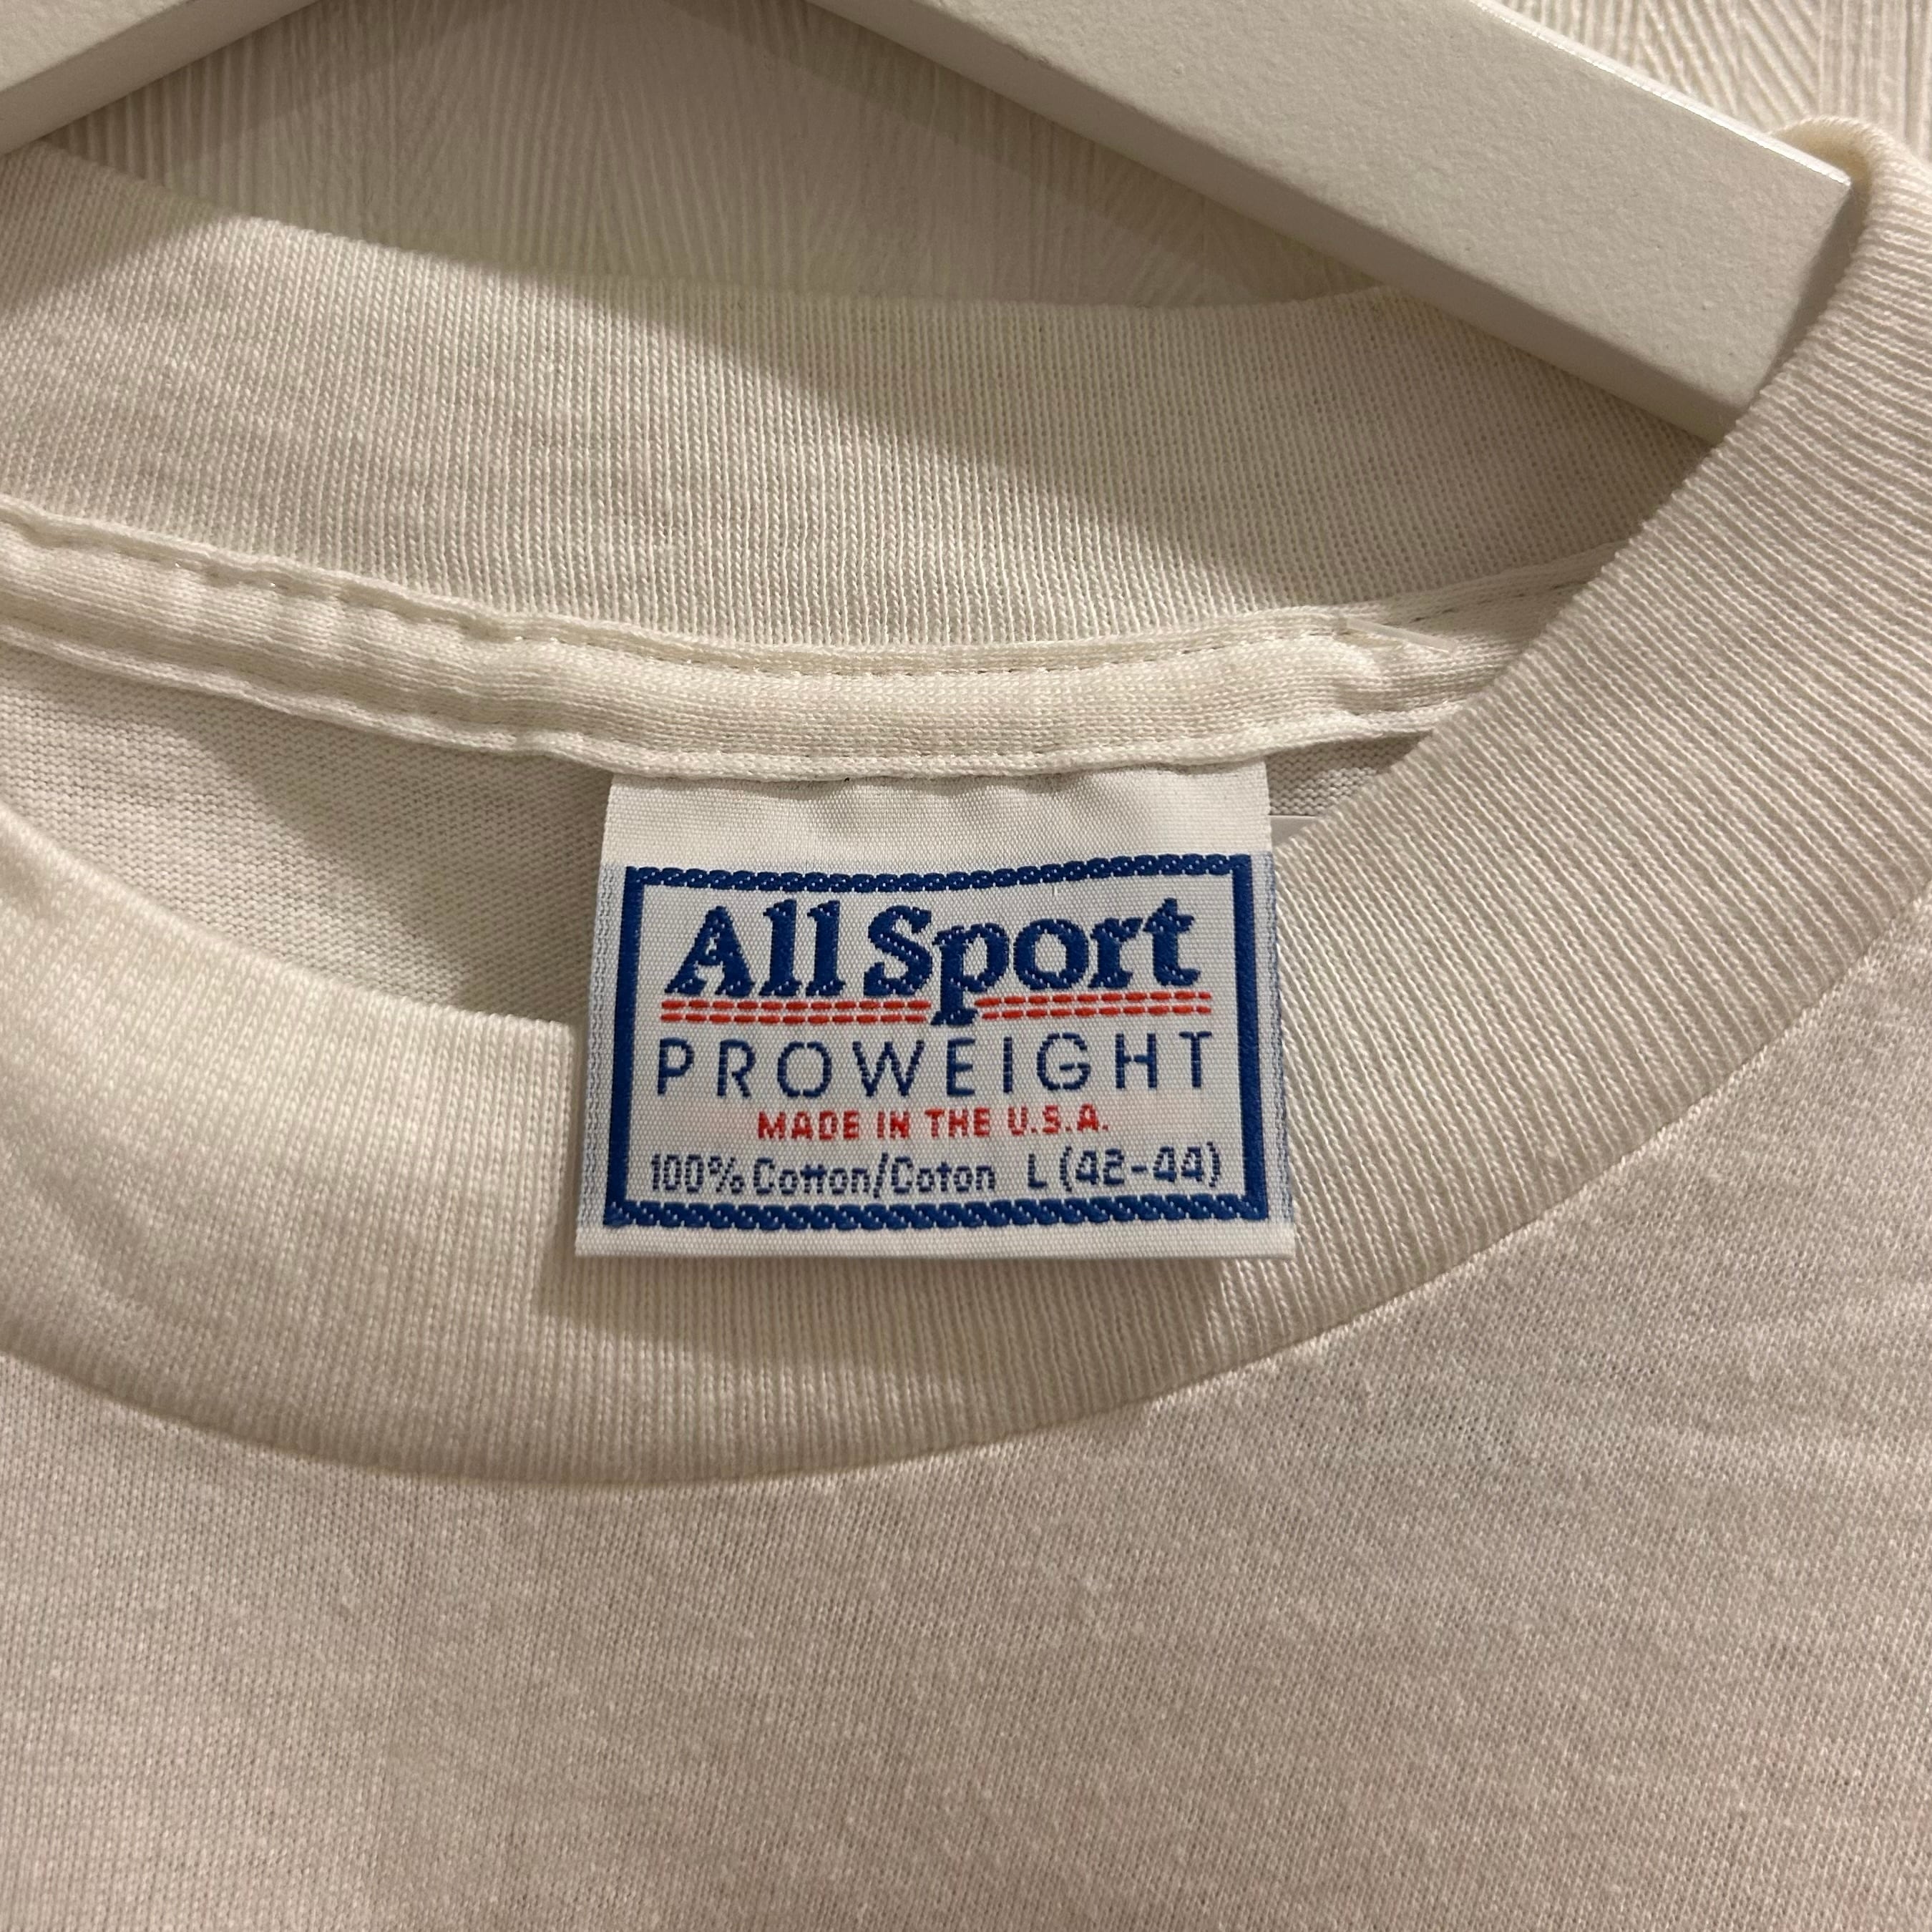 All Sport
PROWEIGHT
MADE IN THE U.S.A.
100% Cotton/Coton L (42-44)